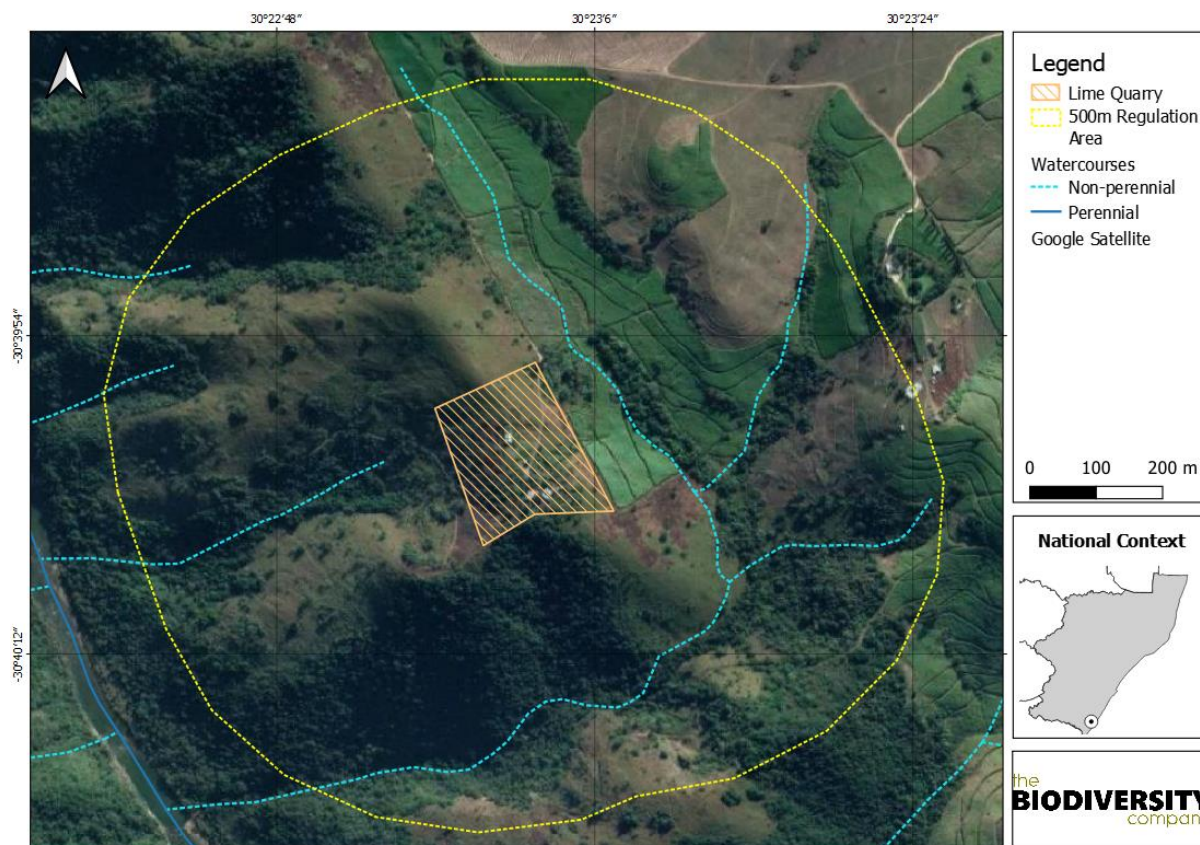 30°22′48″ 30°23′6″ 30°23′24″
-30°39′54″
-30°40′12″
Legend
Lime Quarry
500m Regulation
Area
Watercourses
Non-perennial
Perennial
Google Satellite
0 100 200 m
National Context
the
BIODIVERSITY
company